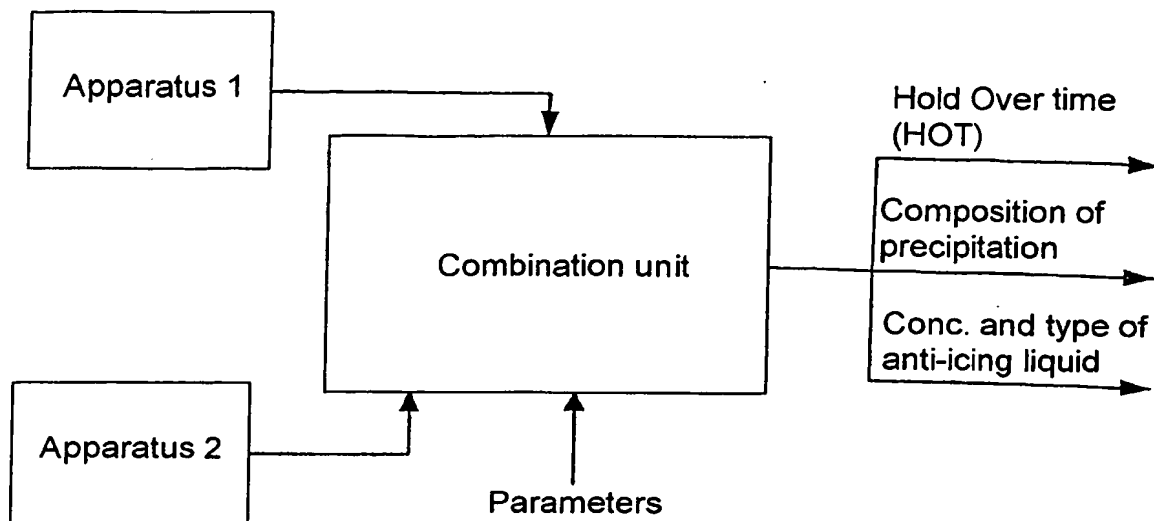 Apparatus 1
Hold Over time
(HOT)
Composition of
precipitation
Combination unit
Conc. and type of
anti-icing liquid
Apparatus 2
Parameters